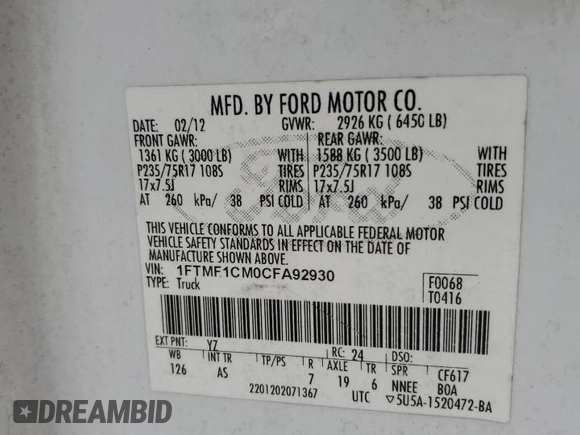 MFD. BY FORD MOTOR CO.
DATE: 02/12 GVWR: 2926 KG ( 6450 LB)
FRONT GAWR: REAR GAWR:
1361 KG ( 3000 LB) WITH 1588 KG ( 3500 LB) WITH
P235/75R17 108S TIRES P235/75R17 108S TIRES
17x7.5J RIMS 17x7.5J RIMS
AT 260 kPa/ 38 PSI COLD AT 260 kPa/ 38 PSI COLD
THIS VEHICLE CONFORMS TO ALL APPLICABLE FEDERAL MOTOR
VEHICLE SAFETY STANDARDS IN EFFECT ON THE DATE OF
MANUFACTURE SHOWN ABOVE.
VIN: 1FTMF1CM0CFA92930 F0068
TYPE: Truck T0416
EXT PNT: YZ RC: 24 DSO:
WB INT TR TP/PS R AXLE TR SPR CF617
126 AS 7 19 6 NNEE BOA
2201202071367 UTC ▽5U5A-1520472-BA
Ford
DREAMBID